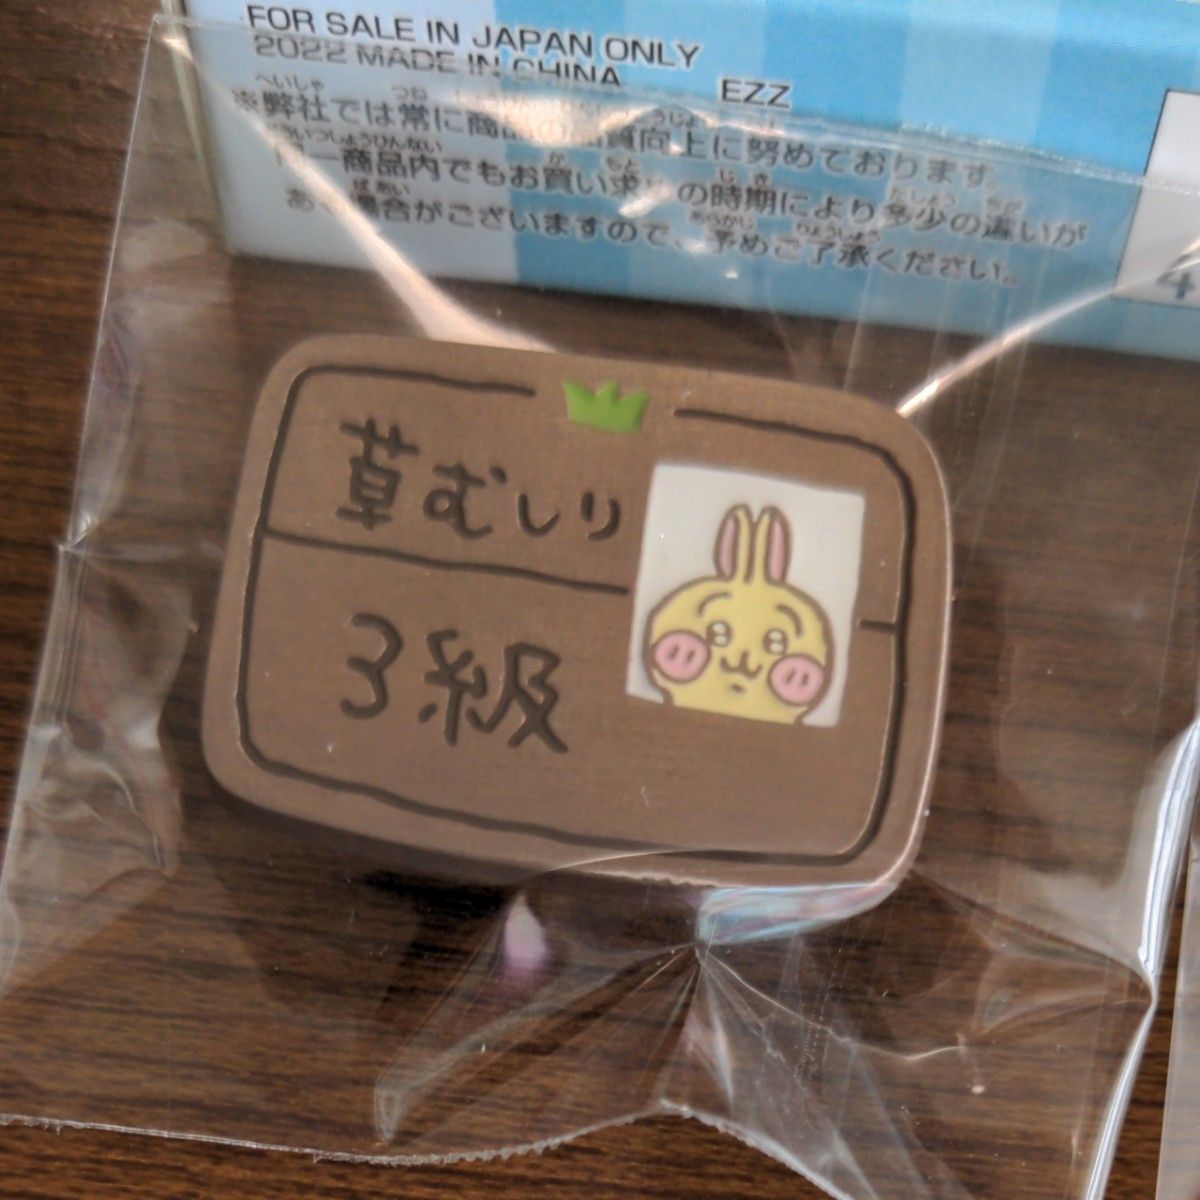 FOR SALE IN JAPAN ONLY
2022 MADE IN CHINA EZZ
※弊社では常に商品の品質向上に努めております。
同一商品内でもお買い求めの時期により多少の違いが
ある場合がございますので、予めご了承ください。
4
草むしり
3級